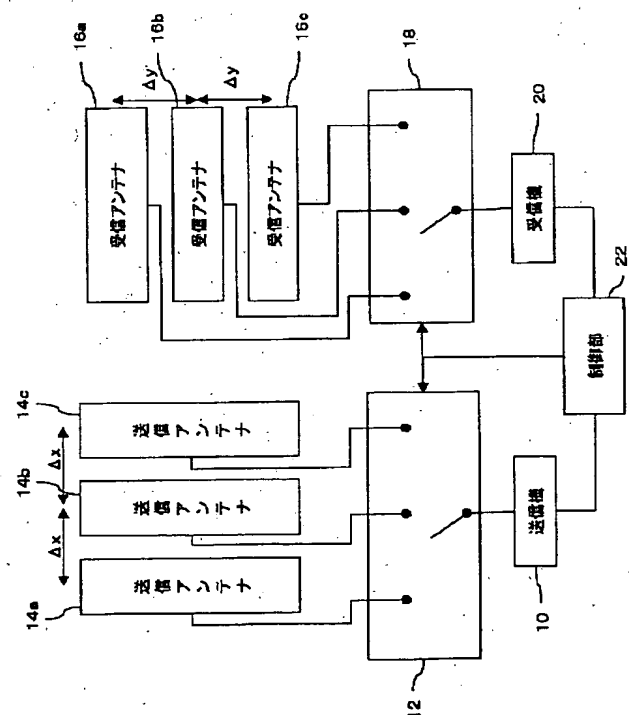 16a
16b
16c
Δy
Δy
受信アンテナ
受信アンテナ
受信アンテナ
18
20
受信機
22
制御部
14a
14b
14c
Δx
Δx
送信アンテナ
送信アンテナ
送信アンテナ
12
送信機
10